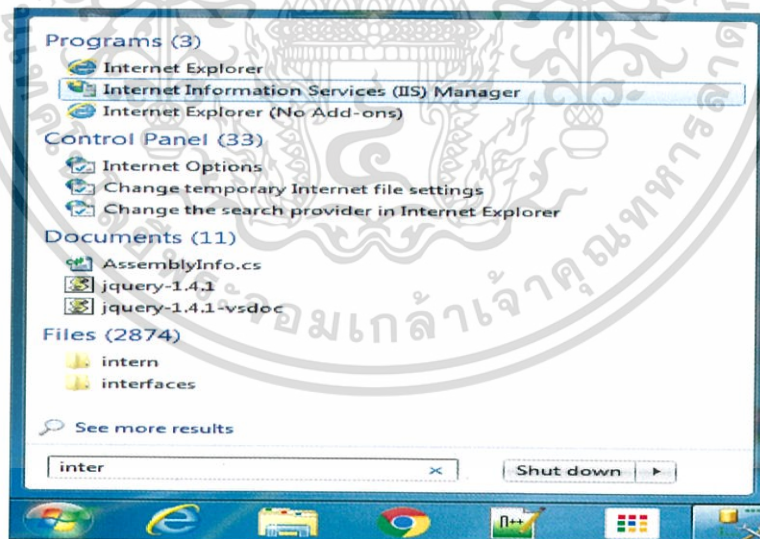 Programs (3)
Internet Explorer
Internet Information Services (IIS) Manager
Internet Explorer (No Add-ons)
Control Panel (33)
Internet Options
Change temporary Internet file settings
Change the search provider in Internet Explorer
Documents (11)
AssemblyInfo.cs
jquery-1.4.1
jquery-1.4.1-vsdoc
Files (2874)
intern
interfaces
See more results
inter
Shut down